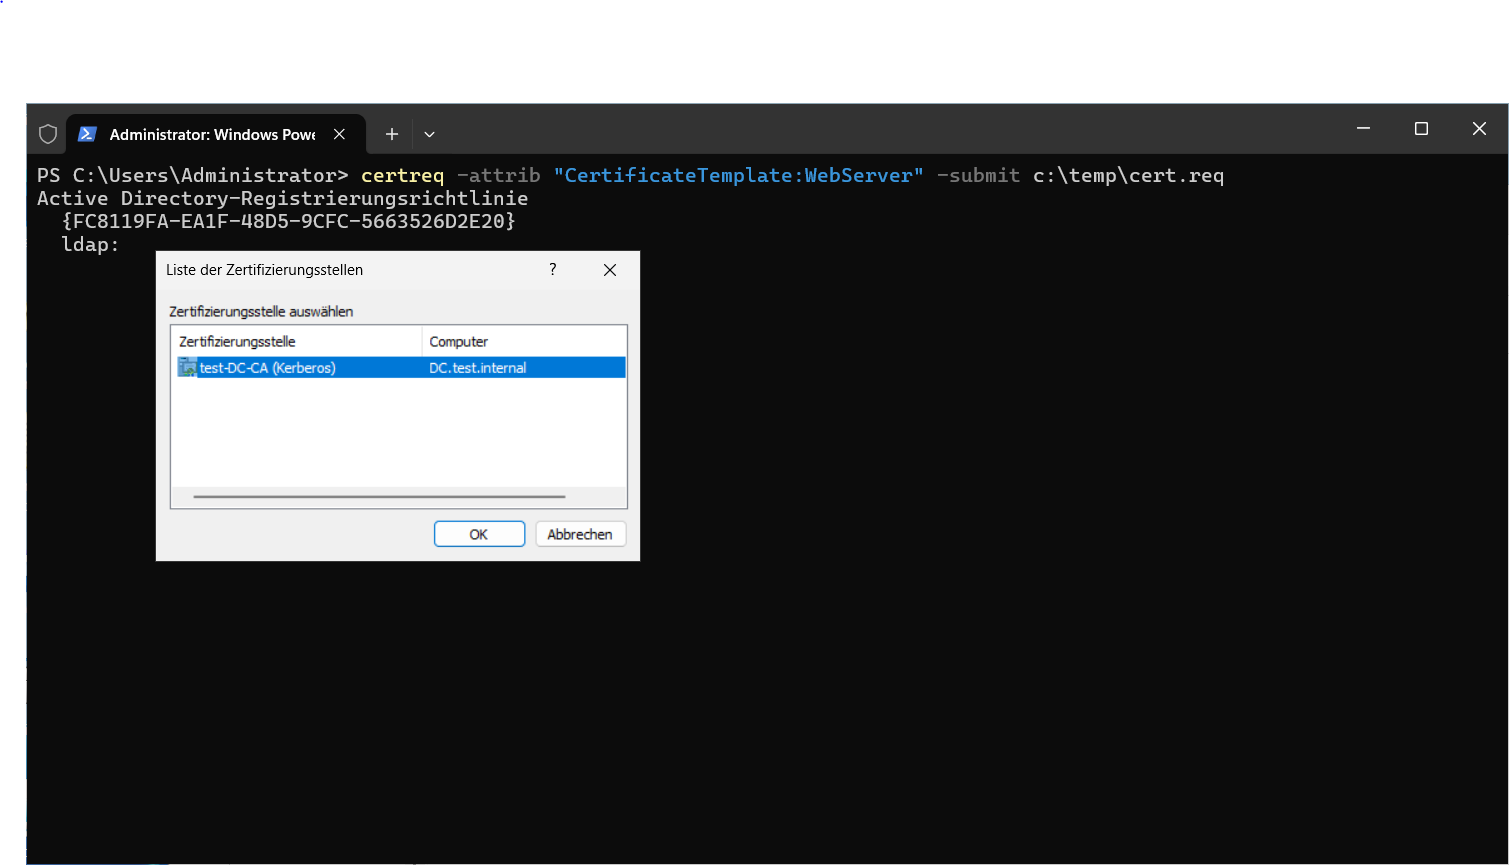 Administrator: Windows Powe
PS C:\Users\Administrator> certreq -attrib "CertificateTemplate:WebServer" -submit c:\temp\cert.req
Active Directory-Registrierungsrichtlinie
{FC8119FA-EA1F-48D5-9CFC-5663526D2E20}
ldap:
Liste der Zertifizierungsstellen ?
Zertifizierungsstelle auswählen
Zertifizierungsstelle Computer
test-DC-CA (Kerberos) DC.test.internal
OK Abbrechen